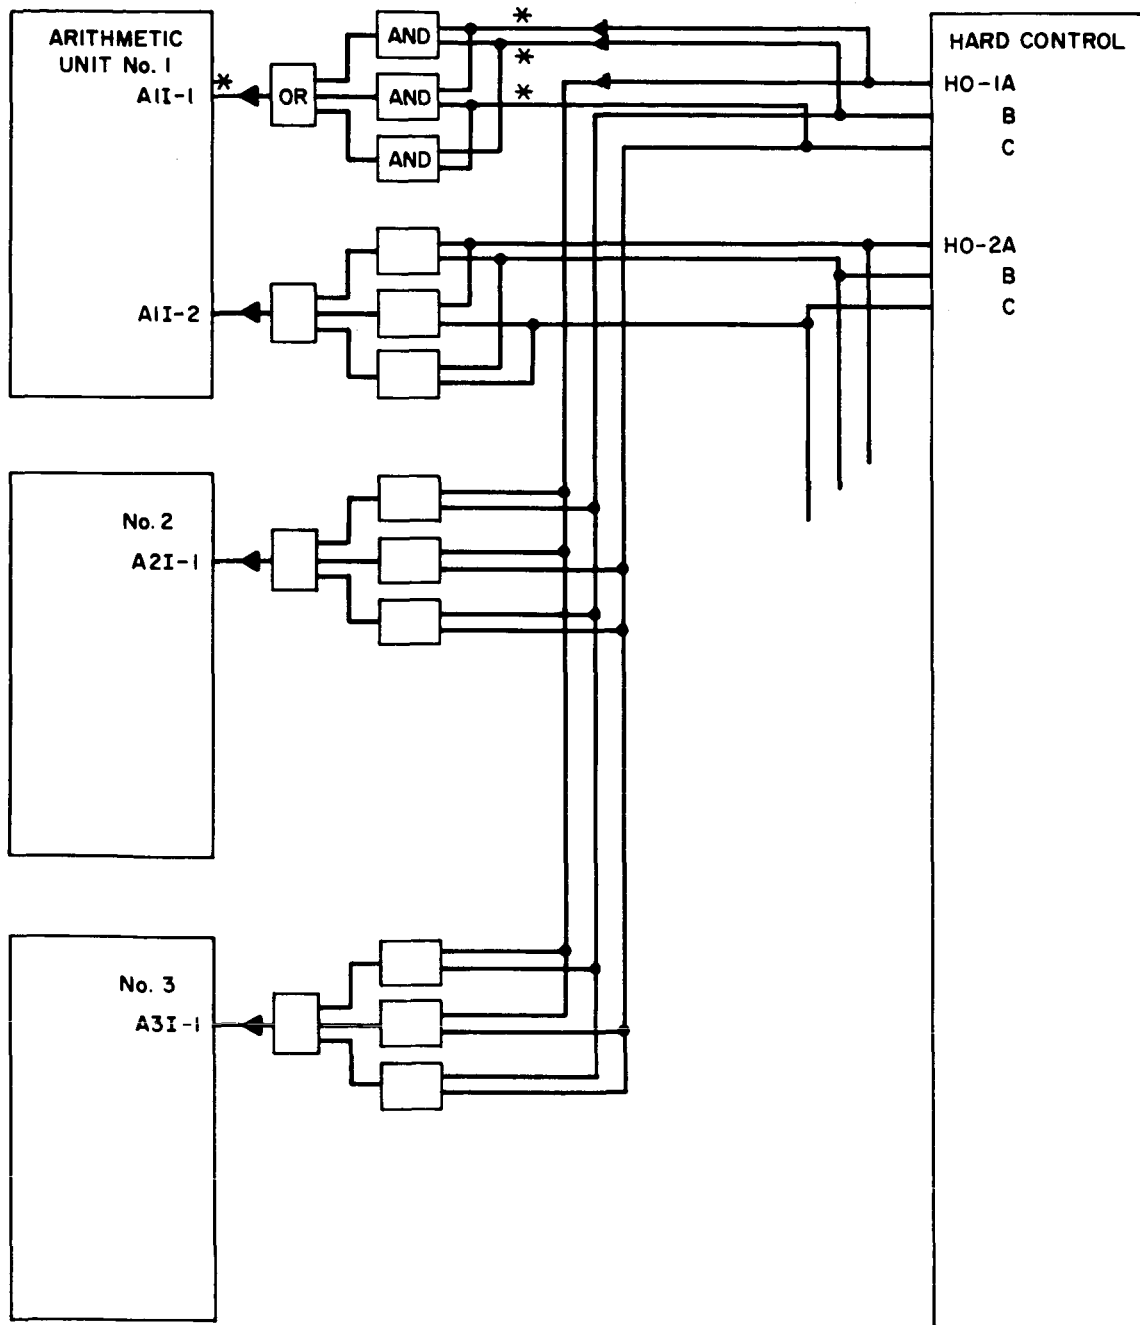 ARITHMETIC
UNIT No. 1
A1I-1
*
OR
AND
AND
AND
*
*
*
HARD CONTROL
HO-1A
B
C
A1I-2
HO-2A
B
C
No. 2
A2I-1
No. 3
A3I-1